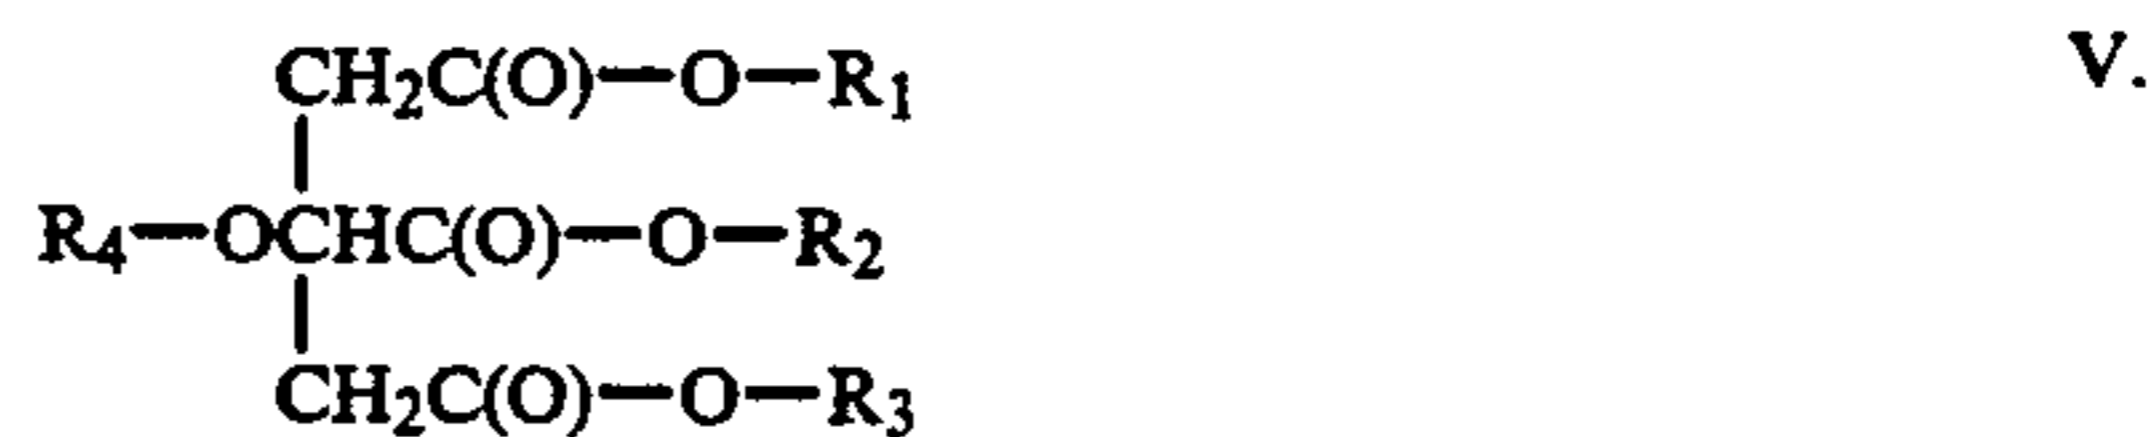 CH₂C(O)—O—R₁ V.
R₄—OCHC(O)—O—R₂
CH₂C(O)—O—R₃